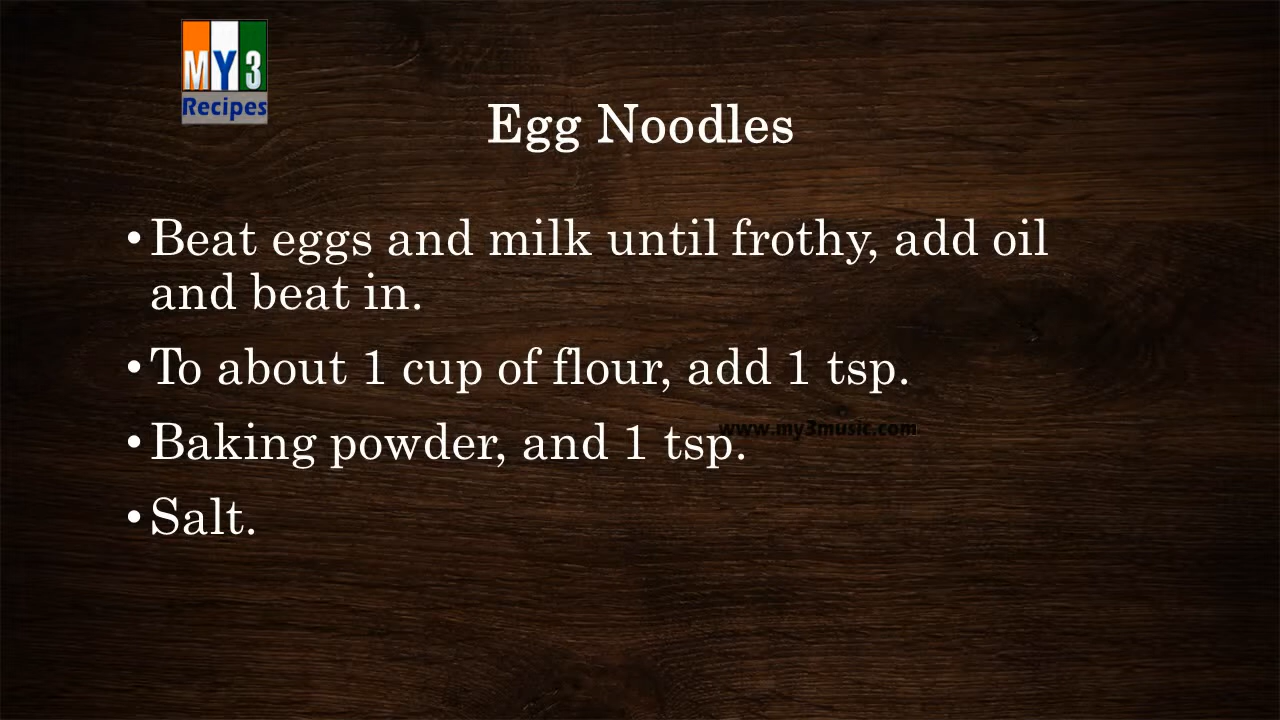 MY3
Recipes
Egg Noodles
• Beat eggs and milk until frothy, add oil
and beat in.
• To about 1 cup of flour, add 1 tsp.
• Baking powder, and 1 tsp.
www.my3music.com
• Salt.